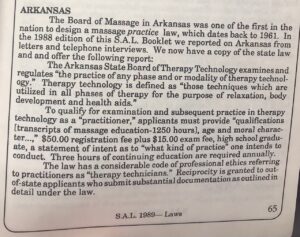 ARKANSAS
The Board of Massage in Arkansas was one of the first in the
nation to design a massage practice law, which dates back to 1961. In
the 1988 edition of this S.A.L. Booklet we reported on Arkansas from
letters and telephone interviews. We now have a copy of the state law
and and offer the following report:
The Arkansas State Board of Therapy Technology examines and
regulates "the practice of any phase and or modality of therapy technol-
ogy." Therapy technology is defined as "those techniques which are
utilized in all phases of therapy for the purpose of relaxation, body
development and health aids."
To qualify for examination and subsequent practice in therapy
technology as a "practitioner," applicants must provide "qualifications
(transcripts of massage education-1250 hours), age and moral charac-
ter...," $50.00 registration fee plus $15.00 exam fee, high school gradu-
ate, a statement of intent as to "what kind of practice" one intends to
conduct. Three hours of continuing education are required annually.
The law has considerable code of professional ethics referring
to practitioners as "therapy technicians." Reciprocity is granted to out-
of-state applicants who submit substantial documentation as outlined in
detail under the law.
S.A.L. 1989— Laws
65